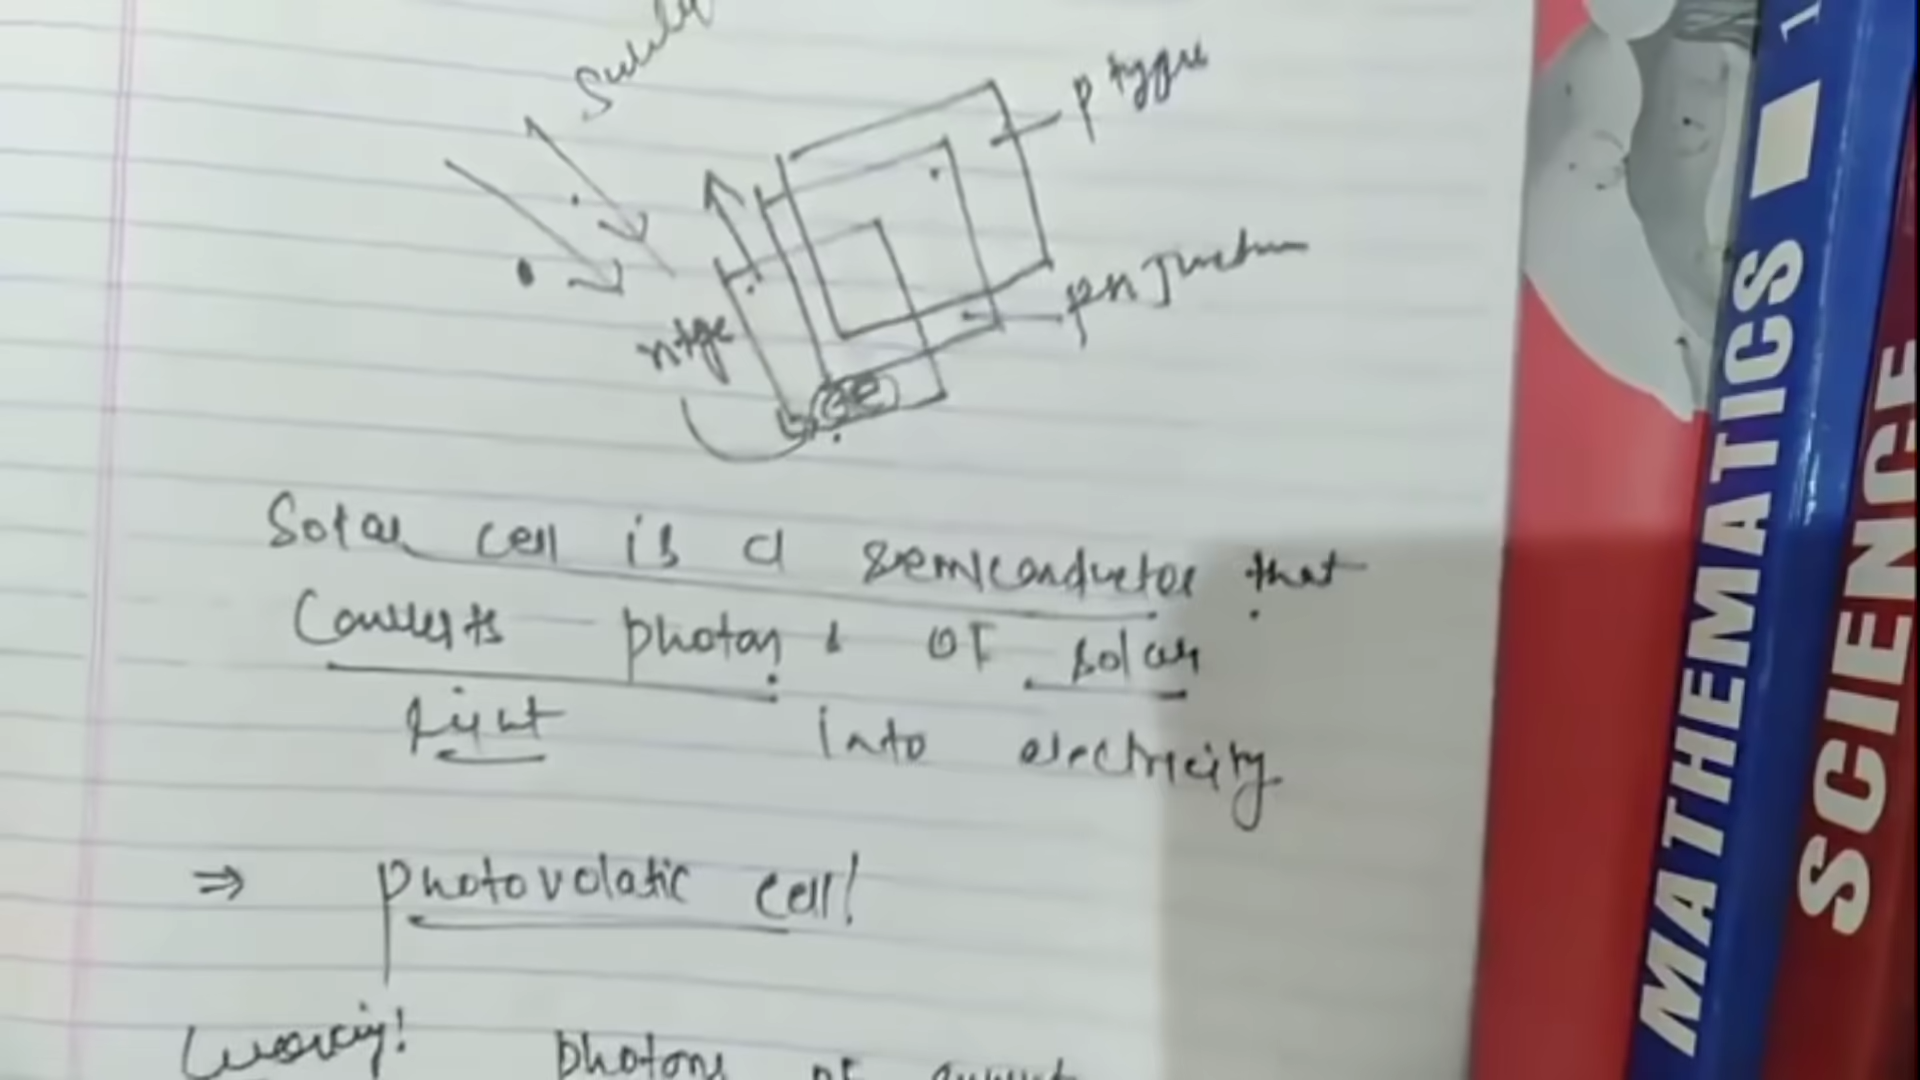 p type
pn Junction
n type
Solar cell is a semiconductor that
Converts photons of solar
light into electricity
⇒ photovolatic cell!
Working! photons of
MATHEMATICS
SCIENCE